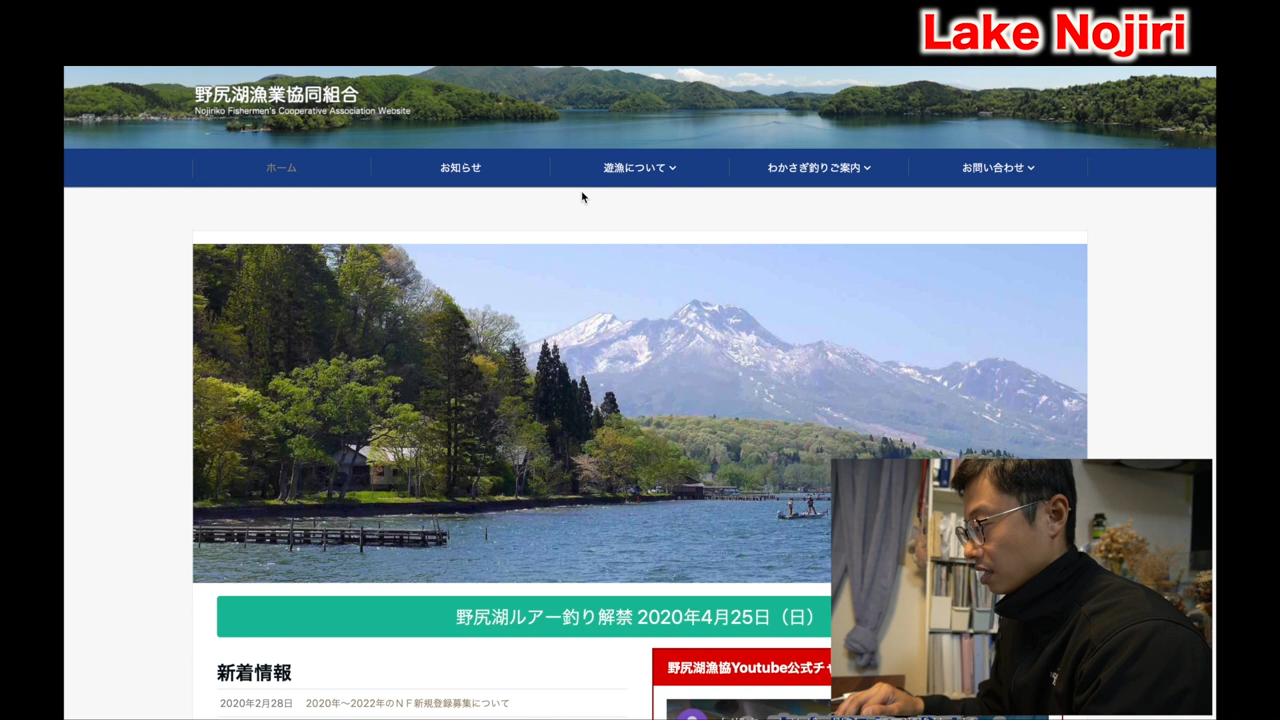 Lake Nojiri
野尻湖漁業協同組合
Nojiriko Fishermen's Cooperative Association Website
ホーム
お知らせ
遊漁について
わかさぎ釣りご案内
お問い合わせ
野尻湖ルアー釣り解禁 2020年4月25日（日）
新着情報
2020年2月28日 2020年〜2022年のＮＦ新規登録募集について
野尻湖漁協Youtube公式チャ